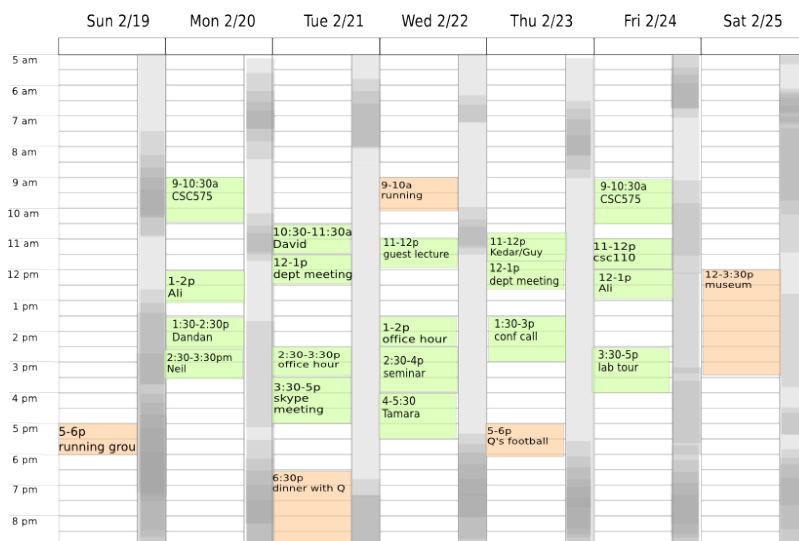 Sun 2/19
Mon 2/20
Tue 2/21
Wed 2/22
Thu 2/23
Fri 2/24
Sat 2/25
5 am
6 am
7 am
8 am
9 am
10 am
11 am
12 pm
1 pm
2 pm
3 pm
4 pm
5 pm
6 pm
7 pm
8 pm
5-6p
running grou
9-10:30a
CSC575
1-2p
Ali
1:30-2:30p
Dandan
2:30-3:30pm
Neil
10:30-11:30a
David
12-1p
dept meeting
2:30-3:30p
office hour
3:30-5p
skype
meeting
6:30p
dinner with Q
9-10a
running
11-12p
guest lecture
1-2p
office hour
2:30-4p
seminar
4-5:30
Tamara
11-12p
Kedar/Guy
12-1p
dept meeting
1:30-3p
conf call
5-6p
Q's football
9-10:30a
CSC575
11-12p
csc110
12-1p
Ali
3:30-5p
lab tour
12-3:30p
museum